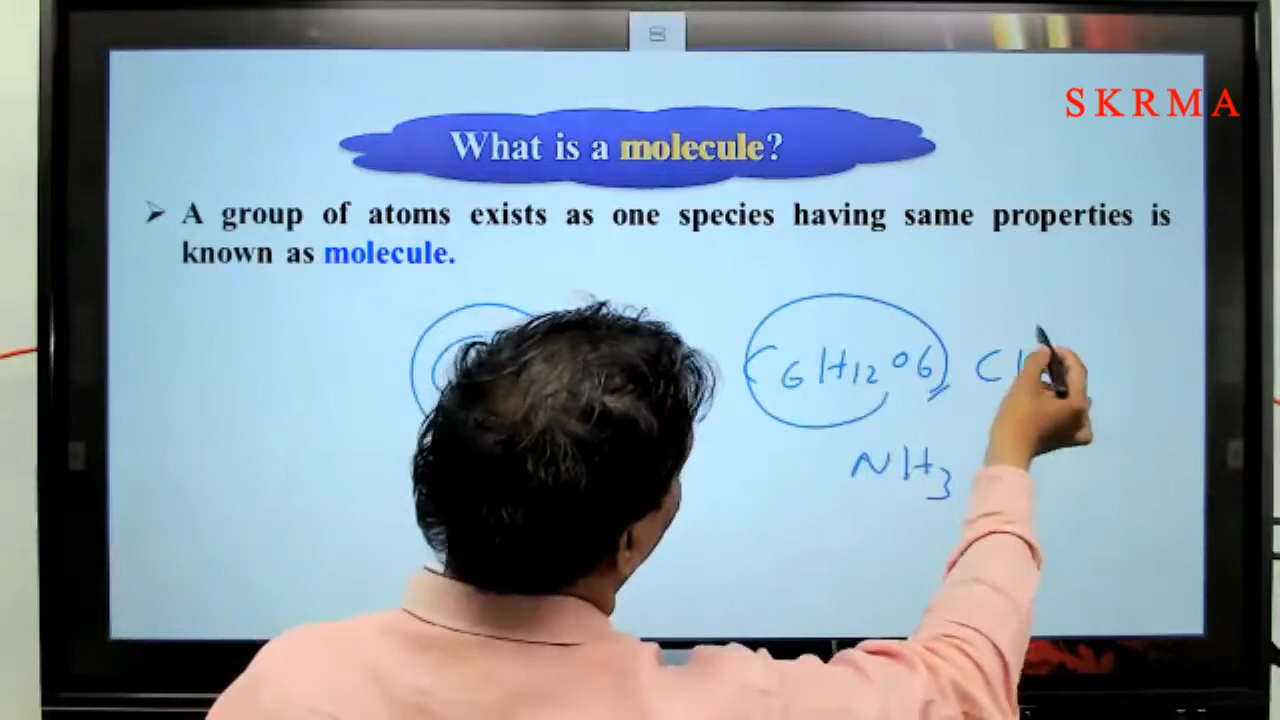 S K R M A
What is a molecule?
➢ A group of atoms exists as one species having same properties is
known as molecule.
C6H12O6
NH3